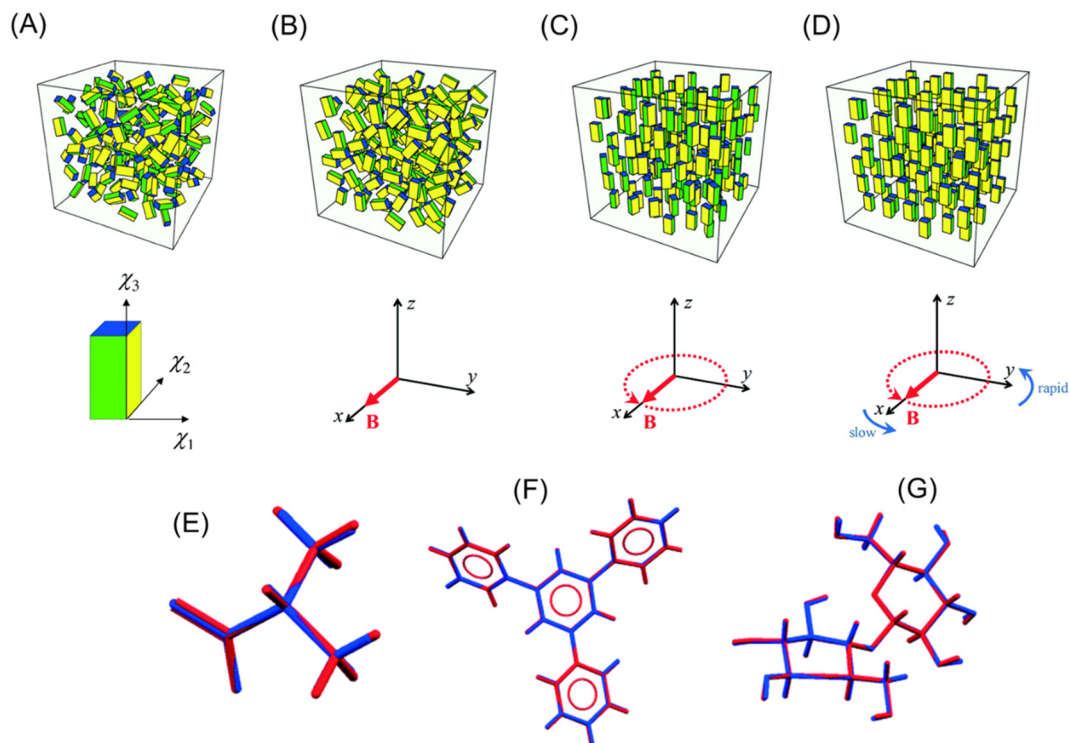 (A) (B) (C) (D)
χ3
χ2
χ1
z
y
x
B
z
y
x
B
z
y
rapid
x
B
slow
(E) (F) (G)